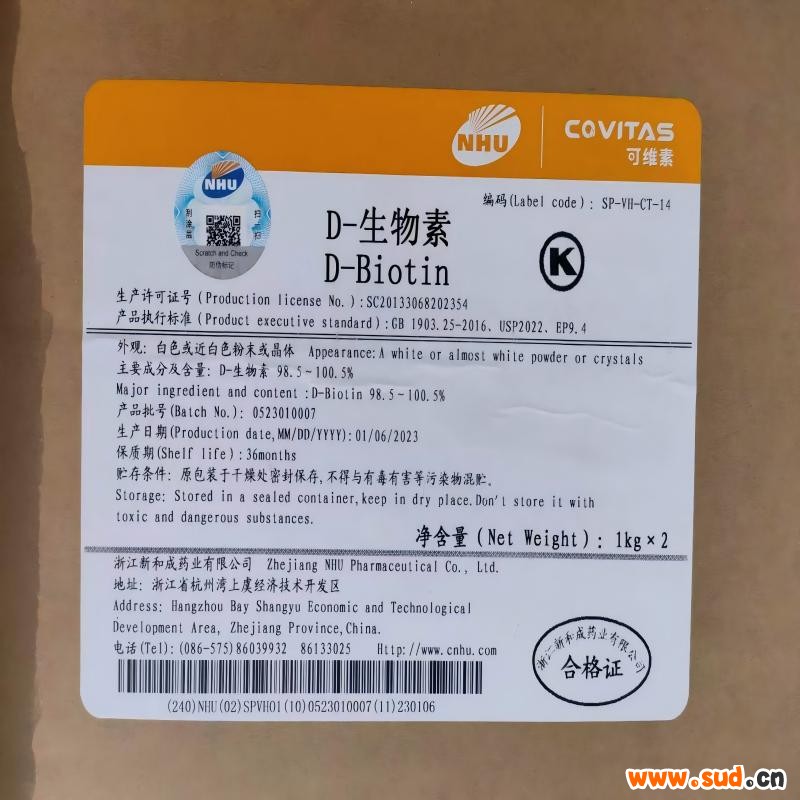 NHU
COVITAS
可维素
编码(Label code): SP-VH-CT-14
NHU
刮涂层
扫一扫
Scratch and Check
防伪标记
D-生物素
D-Biotin
K
生产许可证号 (Production license No.):SC20133068202354
产品执行标准 (Product executive standard):GB 1903.25-2016、USP2022、EP9.4
外观: 白色或近白色粉末或晶体 Appearance:A white or almost white powder or crystals
主要成分及含量: D-生物素 98.5~100.5%
Major ingredient and content :D-Biotin 98.5~100.5%
产品批号(Batch No.): 0523010007
生产日期(Production date,MM/DD/YYYY):01/06/2023
保质期(Shelf life): 36months
贮存条件: 原包装于干燥处密封保存,不得与有毒有害等污染物混贮。
Storage: Stored in a sealed container,keep in dry place.Don't store it with
toxic and dangerous substances.
净含量(Net Weight): 1kg×2
浙江新和成药业有限公司 Zhejiang NHU Pharmaceutical Co., Ltd.
地址: 浙江省杭州湾上虞经济技术开发区
Address: Hangzhou Bay Shangyu Economic and Technological
Development Area, Zhejiang Province,China.
电话(Tel):(086-575)86039932 86133025 Http://www.cnhu.com
(240)NHU(02)SPVH01(10)0523010007(11)230106
浙江新和成药业有限公司
合格证
www.sud.cn